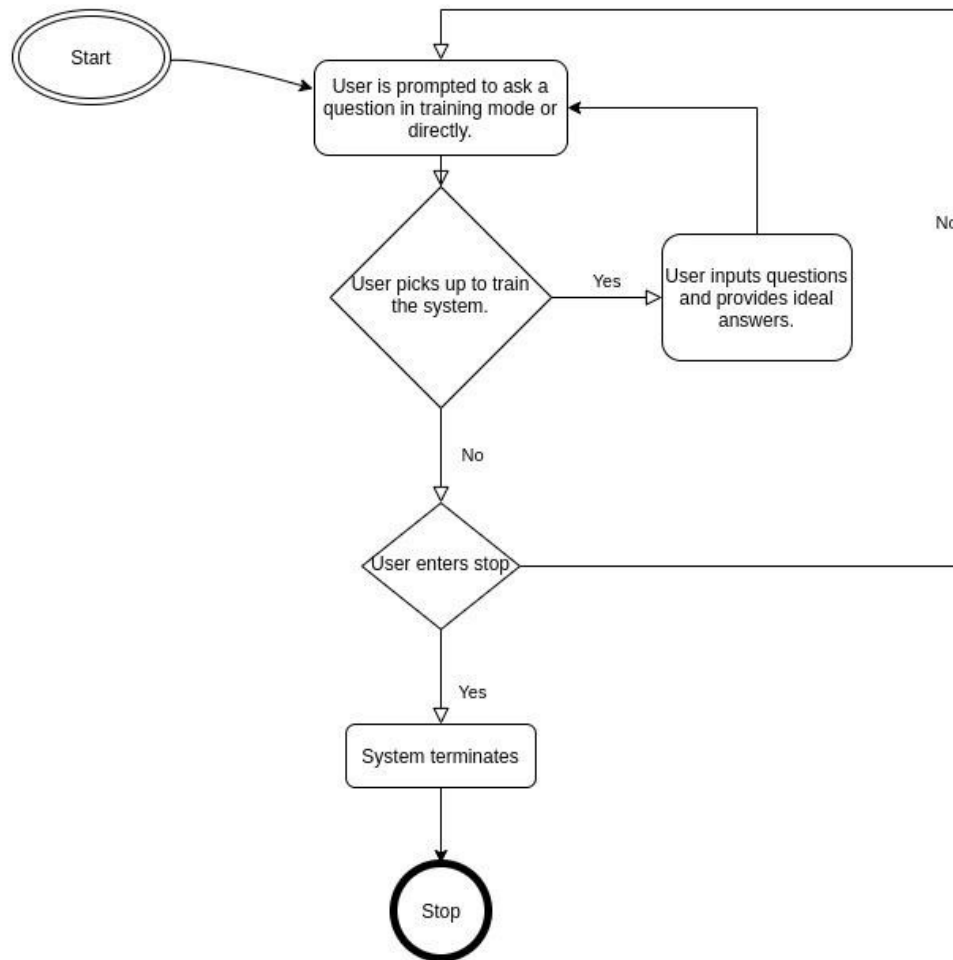 Start
User is prompted to ask a
question in training mode or
directly.
No
User picks up to train
the system.
Yes
User inputs questions
and provides ideal
answers.
No
User enters stop
Yes
System terminates
Stop